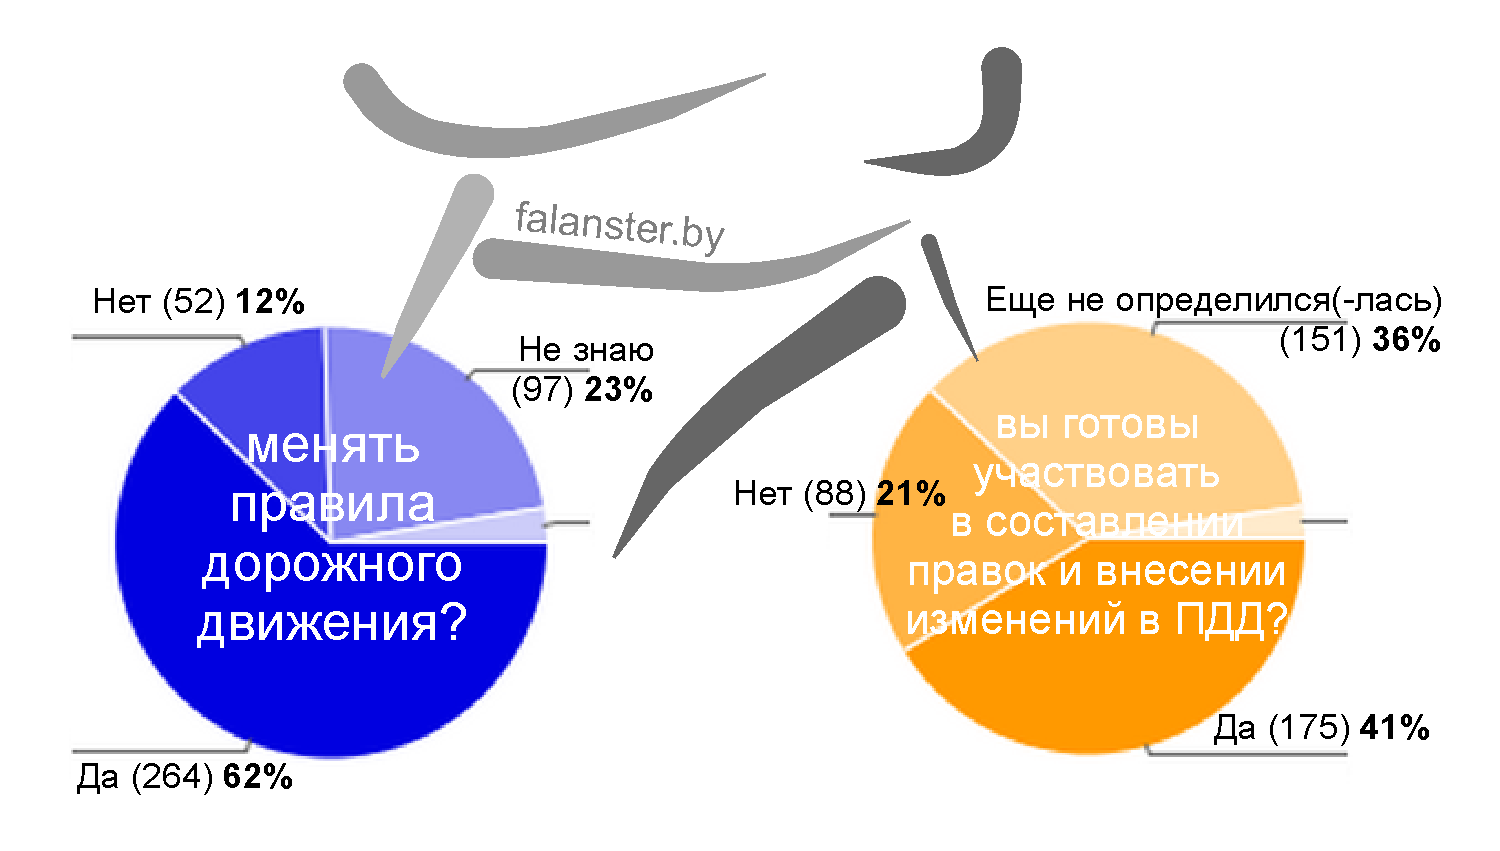 falanster.by
Нет (52) 12%
Не знаю
(97) 23%
менять
правила
дорожного
движения?
Да (264) 62%
Еще не определился(-лась)
(151) 36%
Нет (88) 21%
вы готовы
участвовать
в составлении
правок и внесении
изменений в ПДД?
Да (175) 41%